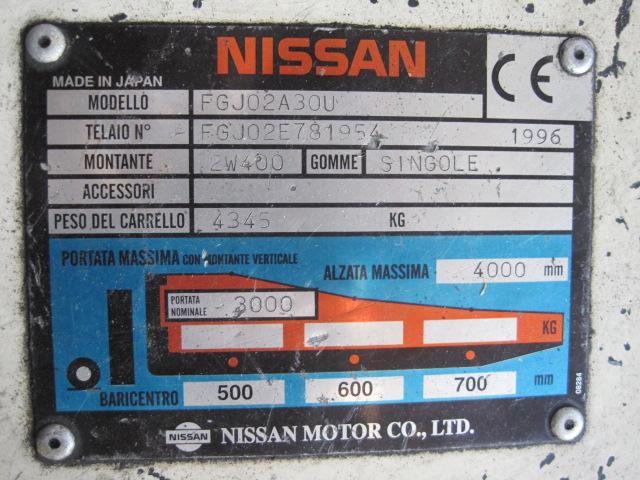 NISSAN
CE
MADE IN JAPAN
MODELLO FGJ02A30U
TELAIO Nº FGJ02E781954 1996
MONTANTE 2W400 GOMME SINGOLE
ACCESSORI
PESO DEL CARRELLO 4345 KG
PORTATA MASSIMA CON MONTANTE VERTICALE
ALZATA MASSIMA 4000 mm
PORTATA NOMINALE 3000
KG
BARICENTRO 500 600 700 mm
08284
NISSAN NISSAN MOTOR CO., LTD.